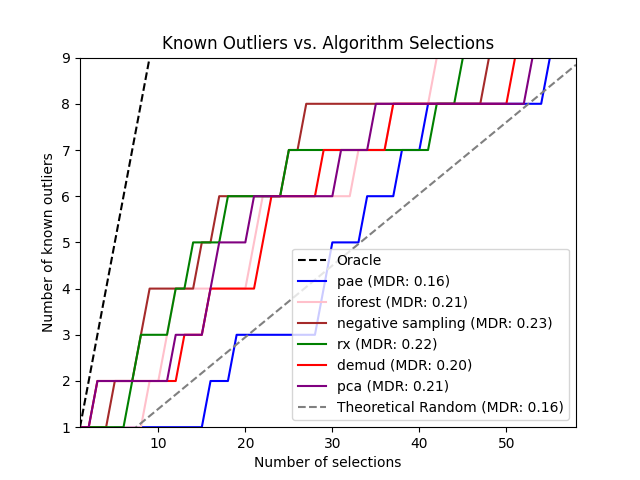 Known Outliers vs. Algorithm Selections
9
8
7
6
5
4
3
2
1
Number of known outliers
Oracle
pae (MDR: 0.16)
iforest (MDR: 0.21)
negative sampling (MDR: 0.23)
rx (MDR: 0.22)
demud (MDR: 0.20)
pca (MDR: 0.21)
Theoretical Random (MDR: 0.16)
10 20 30 40 50
Number of selections